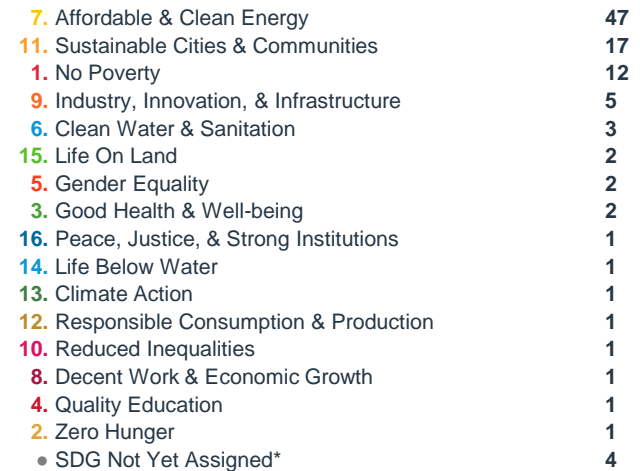 7. Affordable & Clean Energy 47
11. Sustainable Cities & Communities 17
1. No Poverty 12
9. Industry, Innovation, & Infrastructure 5
6. Clean Water & Sanitation 3
15. Life On Land 2
5. Gender Equality 2
3. Good Health & Well-being 2
16. Peace, Justice, & Strong Institutions 1
14. Life Below Water 1
13. Climate Action 1
12. Responsible Consumption & Production 1
10. Reduced Inequalities 1
8. Decent Work & Economic Growth 1
4. Quality Education 1
2. Zero Hunger 1
● SDG Not Yet Assigned* 4